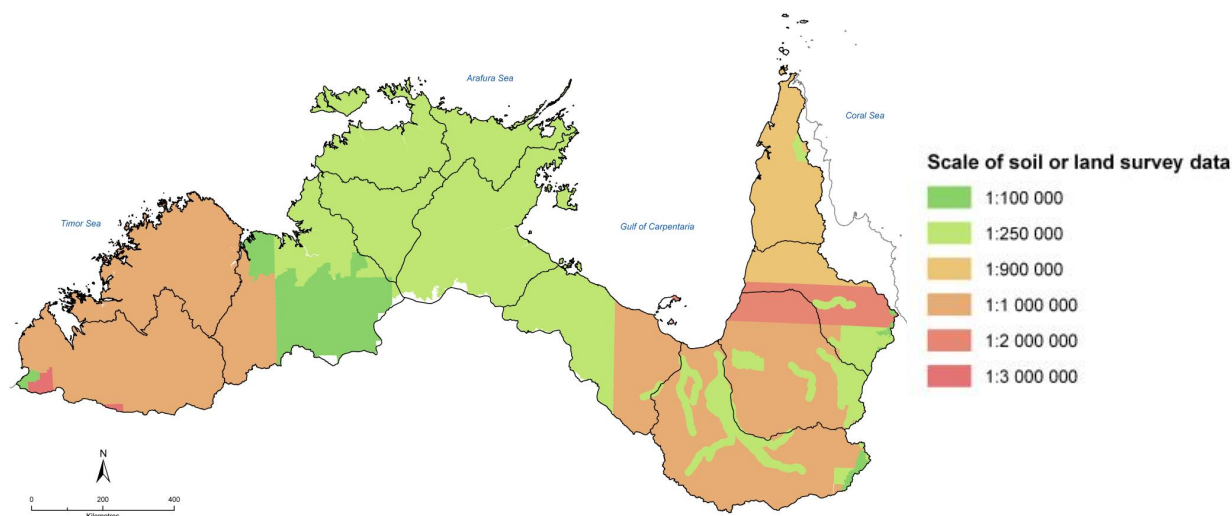 Arafura Sea
Coral Sea
Timor Sea
Gulf of Carpentaria
Scale of soil or land survey data
1:100 000
1:250 000
1:900 000
1:1 000 000
1:2 000 000
1:3 000 000
N
0 200 400
Kilometres